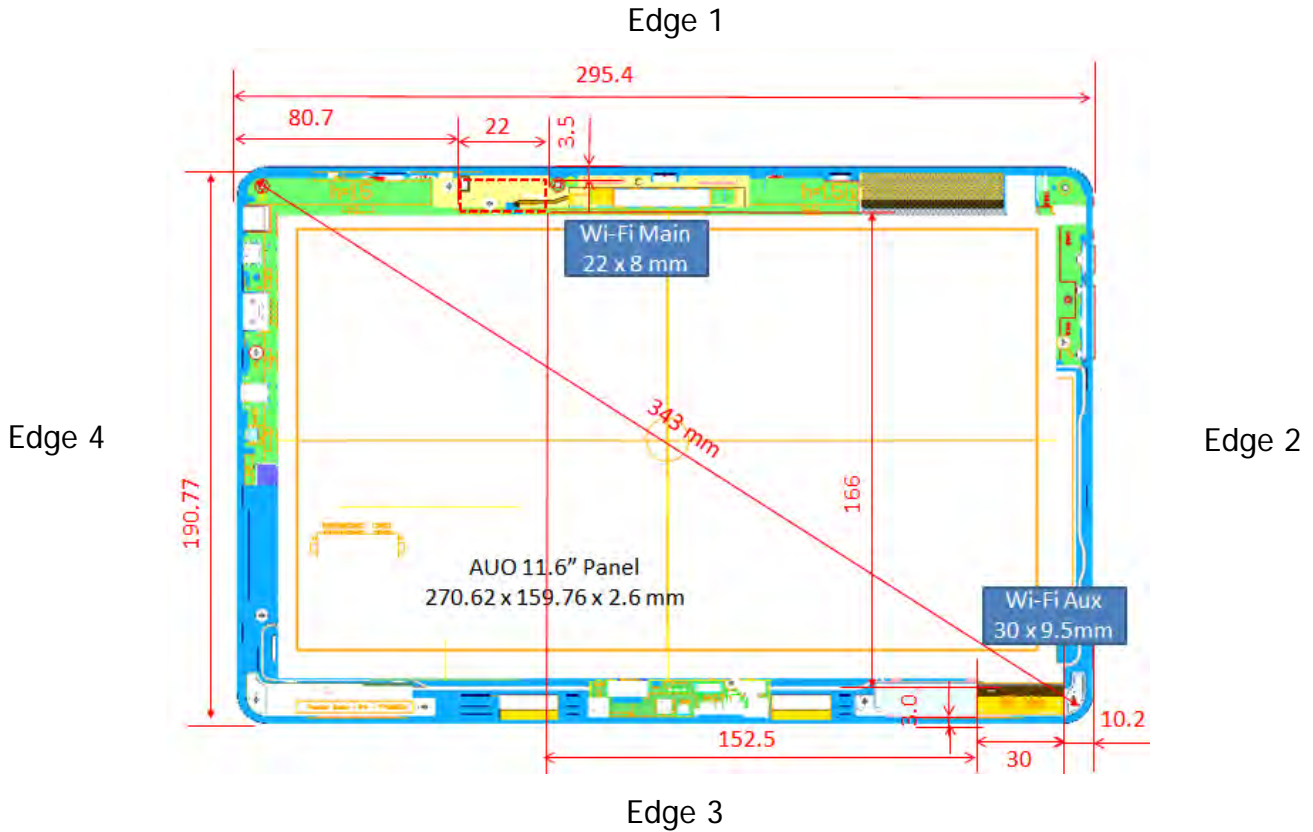 Edge 1
295.4
80.7
22
3.5
Wi-Fi Main
22 x 8 mm
343 mm
Edge 4
Edge 2
190.77
166
AUO 11.6” Panel
270.62 x 159.76 x 2.6 mm
Wi-Fi Aux
30 x 9.5mm
3.0
10.2
152.5
30
Edge 3